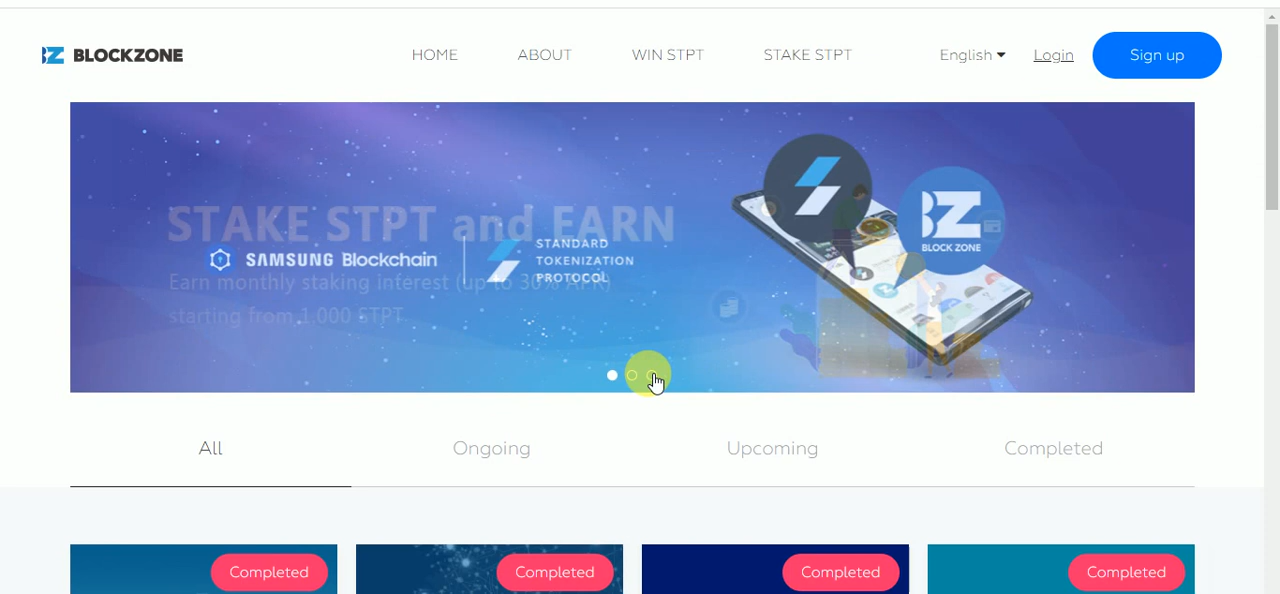 BZ BLOCKZONE
HOME
ABOUT
WIN STPT
STAKE STPT
English
Login
Sign up
STAKE STPT and EARN
SAMSUNG Blockchain
STANDARD
TOKENIZATION
PROTOCOL
Earn monthly staking interest (up to 30% APR)
starting from 1.000 STPT
BZ
BLOCK ZONE
All
Ongoing
Upcoming
Completed
Completed
Completed
Completed
Completed